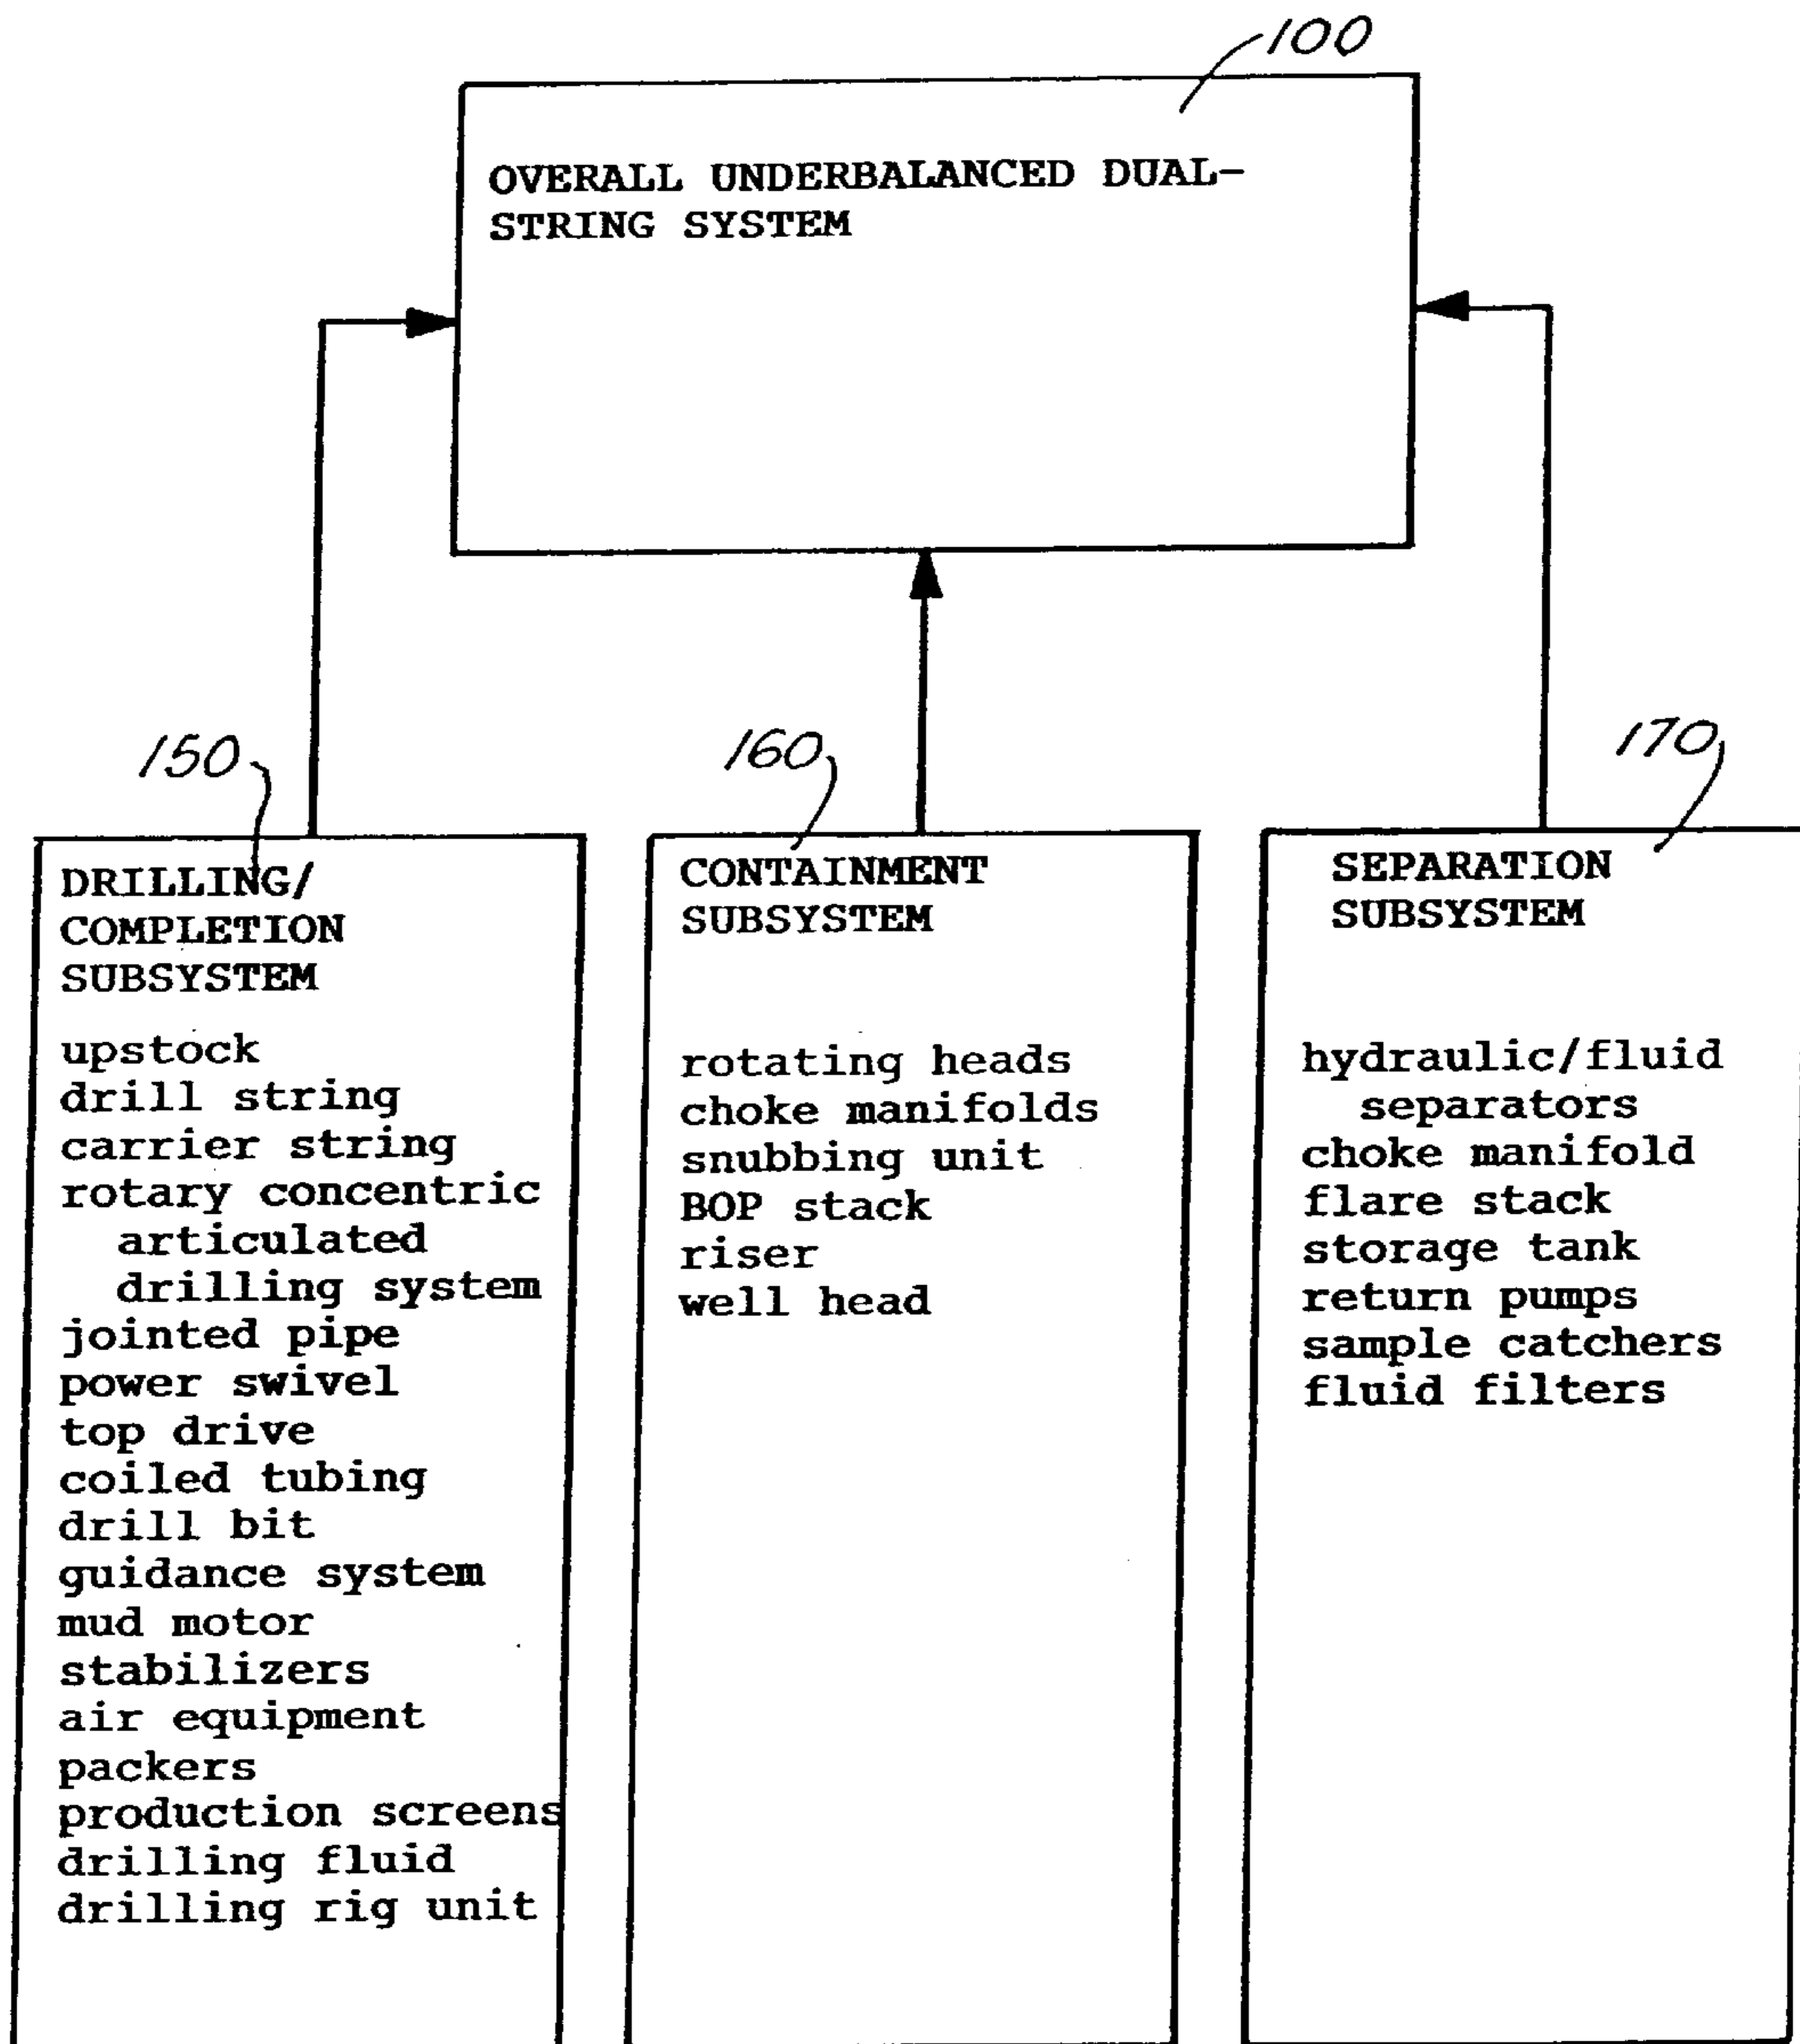 100
OVERALL UNDERBALANCED DUAL-
STRING SYSTEM
150
DRILLING/
COMPLETION
SUBSYSTEM
upstock
drill string
carrier string
rotary concentric
articulated
drilling system
jointed pipe
power swivel
top drive
coiled tubing
drill bit
guidance system
mud motor
stabilizers
air equipment
packers
production screens
drilling fluid
drilling rig unit
160
CONTAINMENT
SUBSYSTEM
rotating heads
choke manifolds
snubbing unit
BOP stack
riser
well head
170
SEPARATION
SUBSYSTEM
hydraulic/fluid
separators
choke manifold
flare stack
storage tank
return pumps
sample catchers
fluid filters